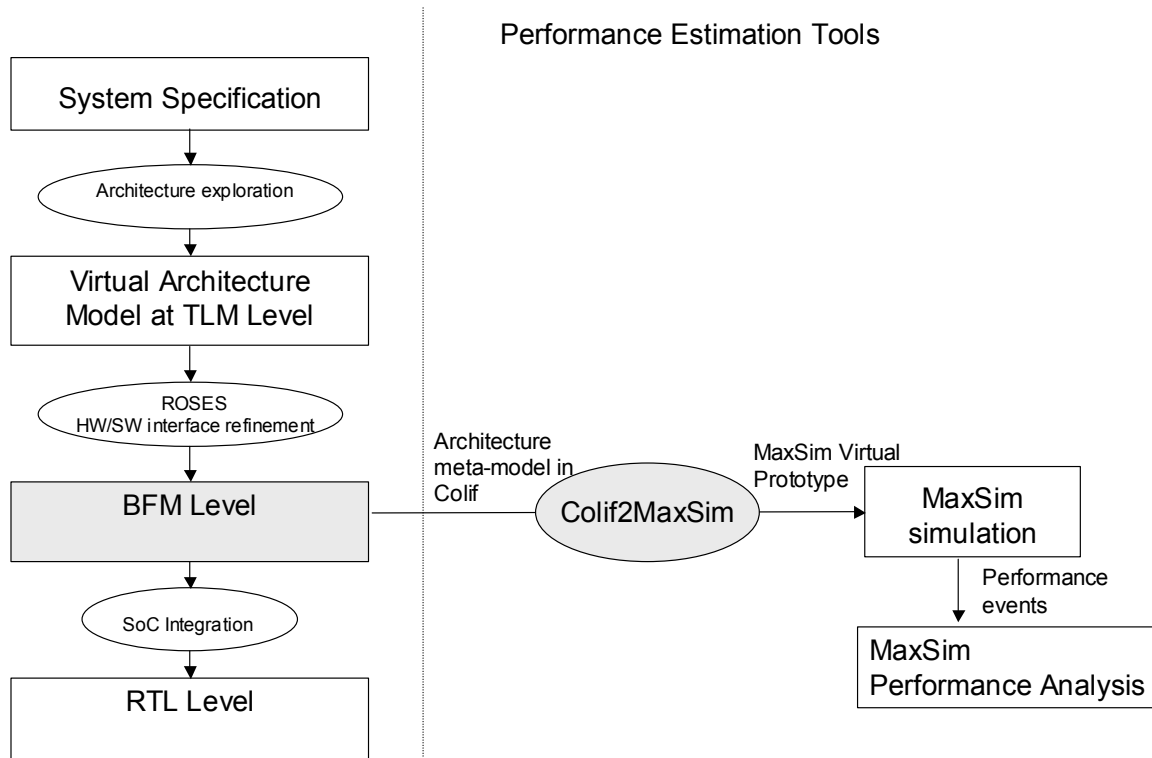 Performance Estimation Tools
System Specification
Architecture exploration
Virtual Architecture
Model at TLM Level
ROSES
HW/SW interface refinement
BFM Level
SoC Integration
RTL Level
Architecture
meta-model in
Colif
Colif2MaxSim
MaxSim Virtual
Prototype
MaxSim
simulation
Performance
events
MaxSim
Performance Analysis